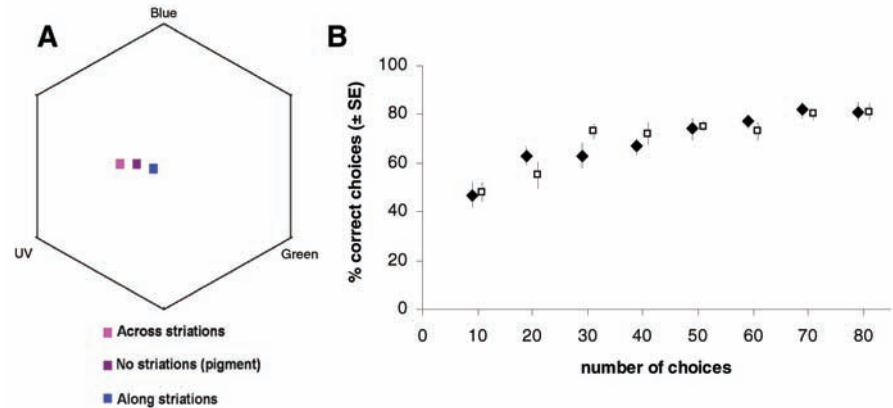 A
Blue
UV
Green
Across striations
No striations (pigment)
Along striations
B
% correct choices (± SE)
100
80
60
40
20
0
0 10 20 30 40 50 60 70 80
number of choices